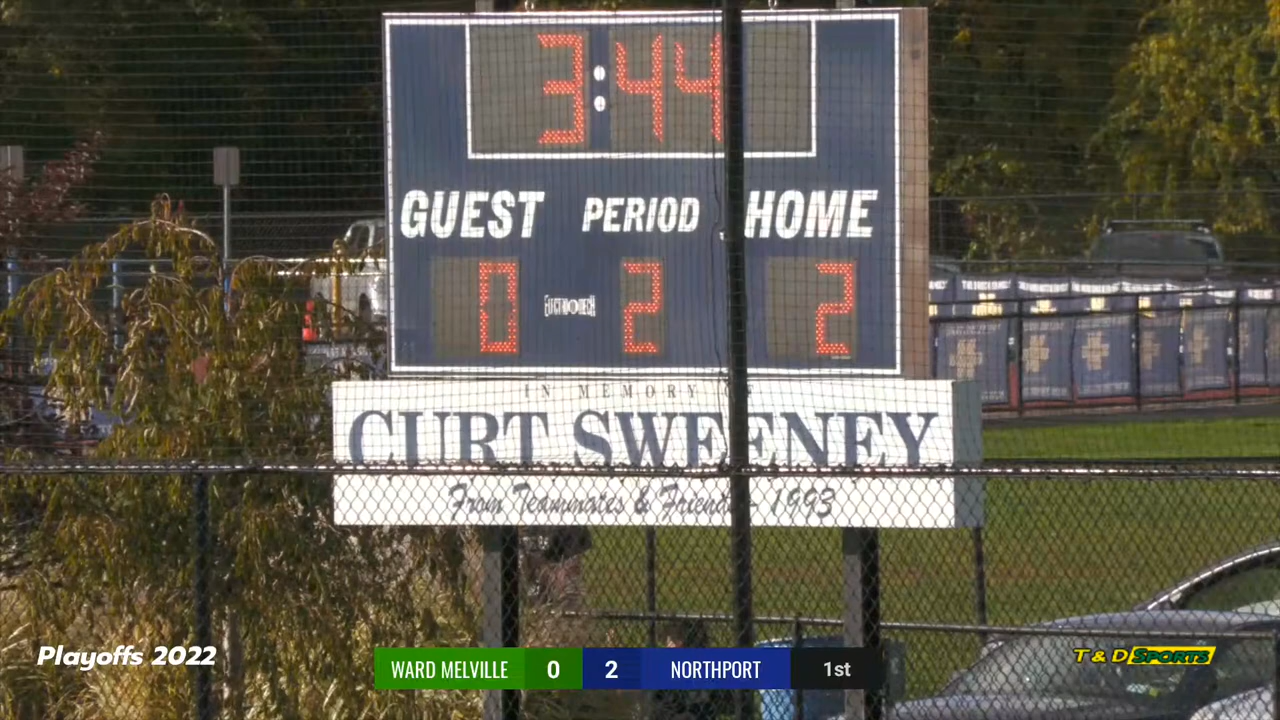 3:44
GUEST PERIOD HOME
0 2 2
IN MEMORY OF
CURT SWEENEY
From Teammates & Friends - 1993
Playoffs 2022
WARD MELVILLE 0 2 NORTHPORT 1st
T & D SPORTS